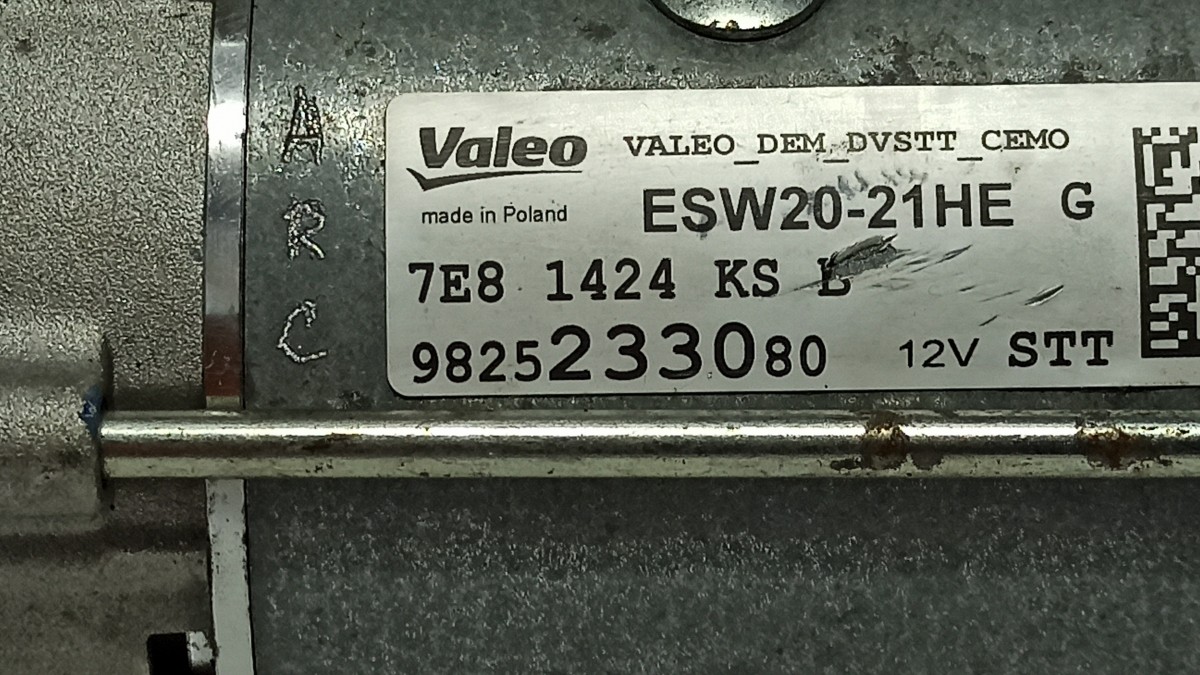 A
R
C
Valeo
VALEO_DEM_DVSTT_CEMO
made in Poland
ESW20-21HE G
7E8 1424 KS L
9825233080 12V STT